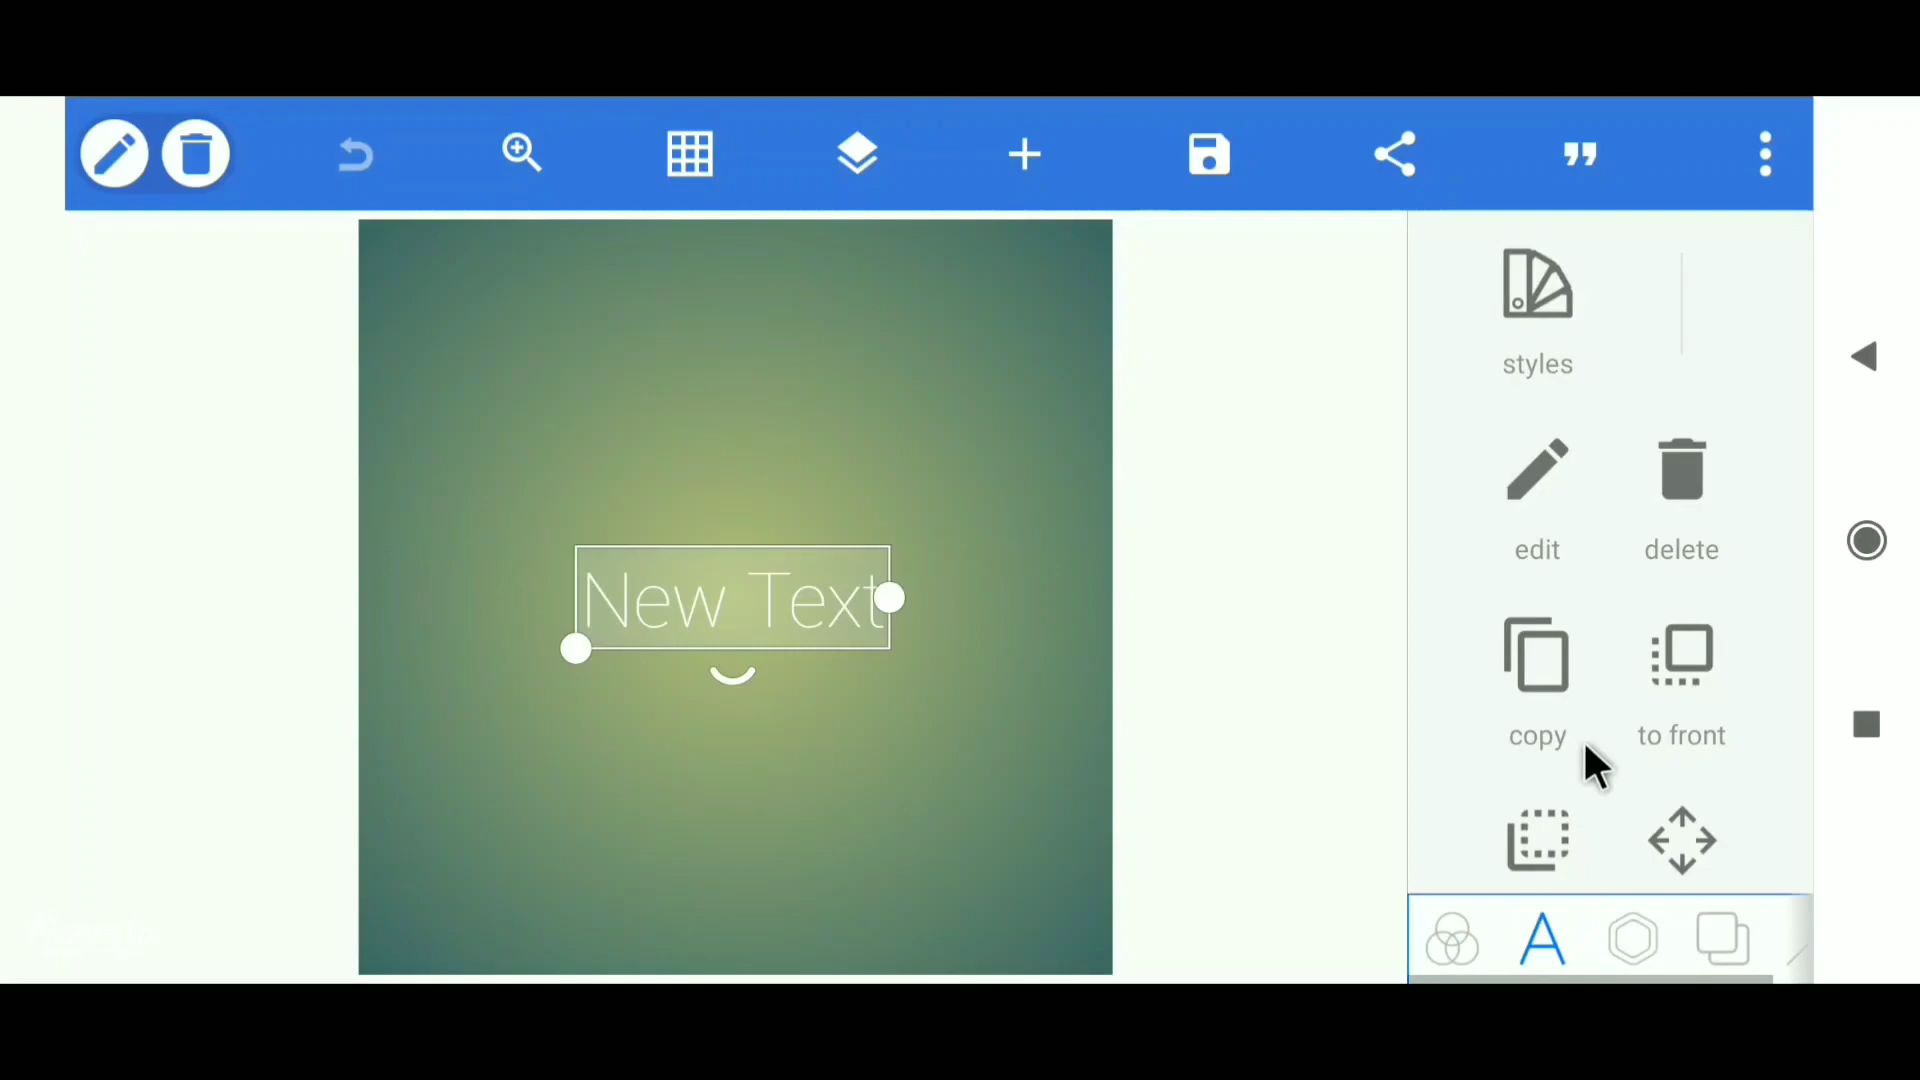 styles
New Text
edit
delete
copy
to front